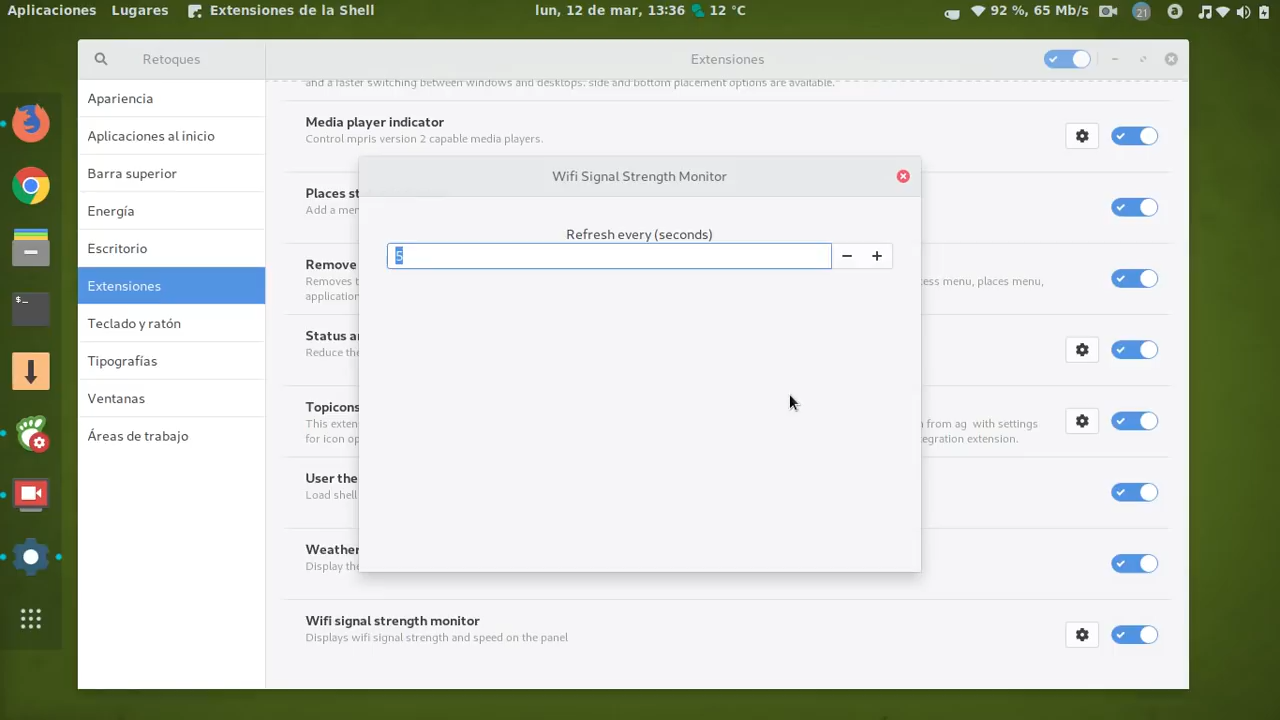 Aplicaciones Lugares Extensiones de la Shell lun, 12 de mar, 13:36 12 °C 92 %, 65 Mb/s 21 a
Retoques Extensiones
Apariencia
Aplicaciones al inicio
Barra superior
Energía
Escritorio
Extensiones
Teclado y ratón
Tipografías
Ventanas
Áreas de trabajo
and a faster switching between windows and desktops. side and bottom placement options are available.
Media player indicator
Control mpris version 2 capable media players.
Places st
Add a men
Remove
Removes t ess menu, places menu,
application
Status a
Reduce the
Topicons
This exten from ag with settings
for icon op egration extension.
User the
Load shell
Weather
Display the
Wifi signal strength monitor
Displays wifi signal strength and speed on the panel
Wifi Signal Strength Monitor
Refresh every (seconds)
5